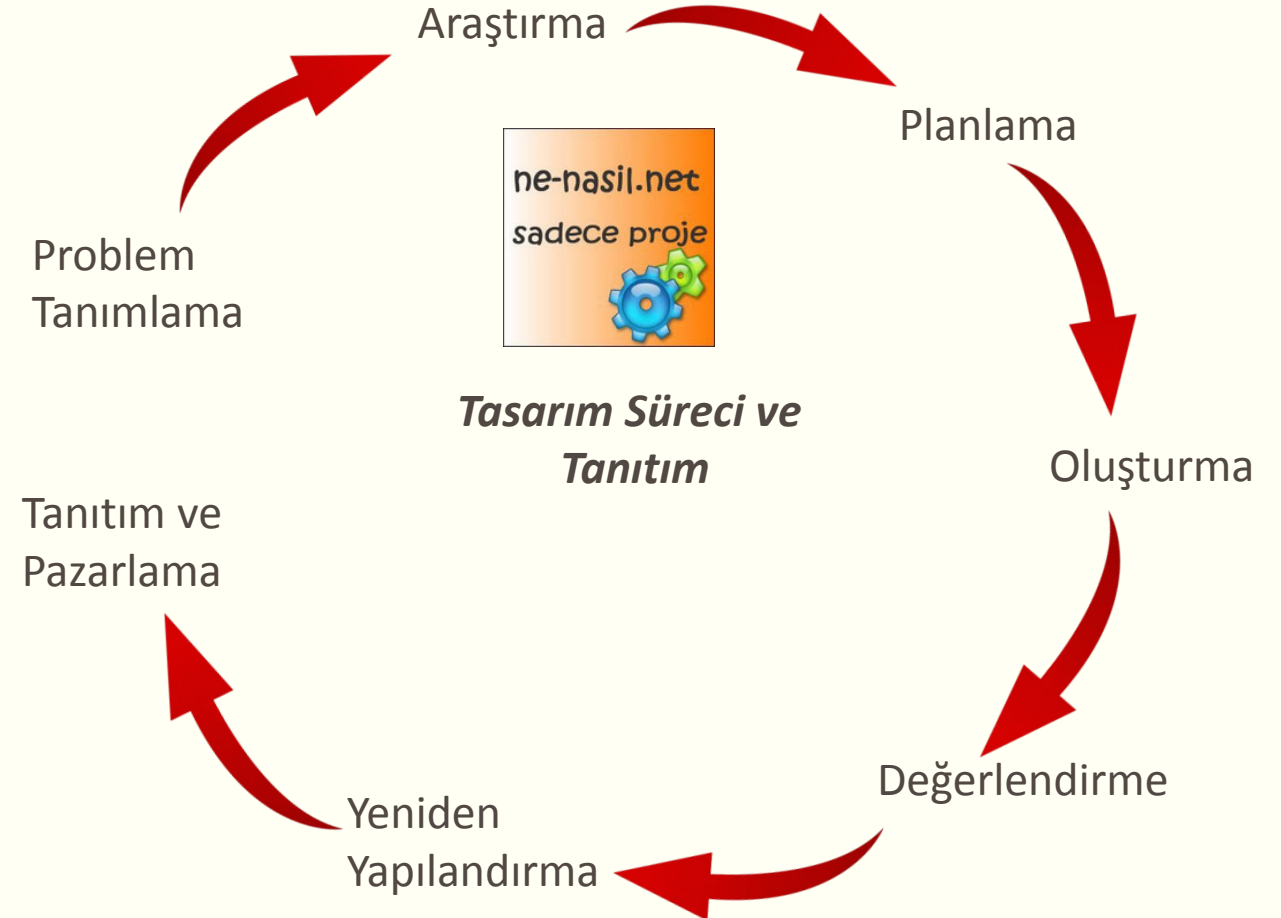 Araştırma
Planlama
ne-nasil.net
sadece proje
Problem
Tanımlama
Tasarım Süreci ve
Tanıtım
Oluşturma
Tanıtım ve
Pazarlama
Değerlendirme
Yeniden
Yapılandırma